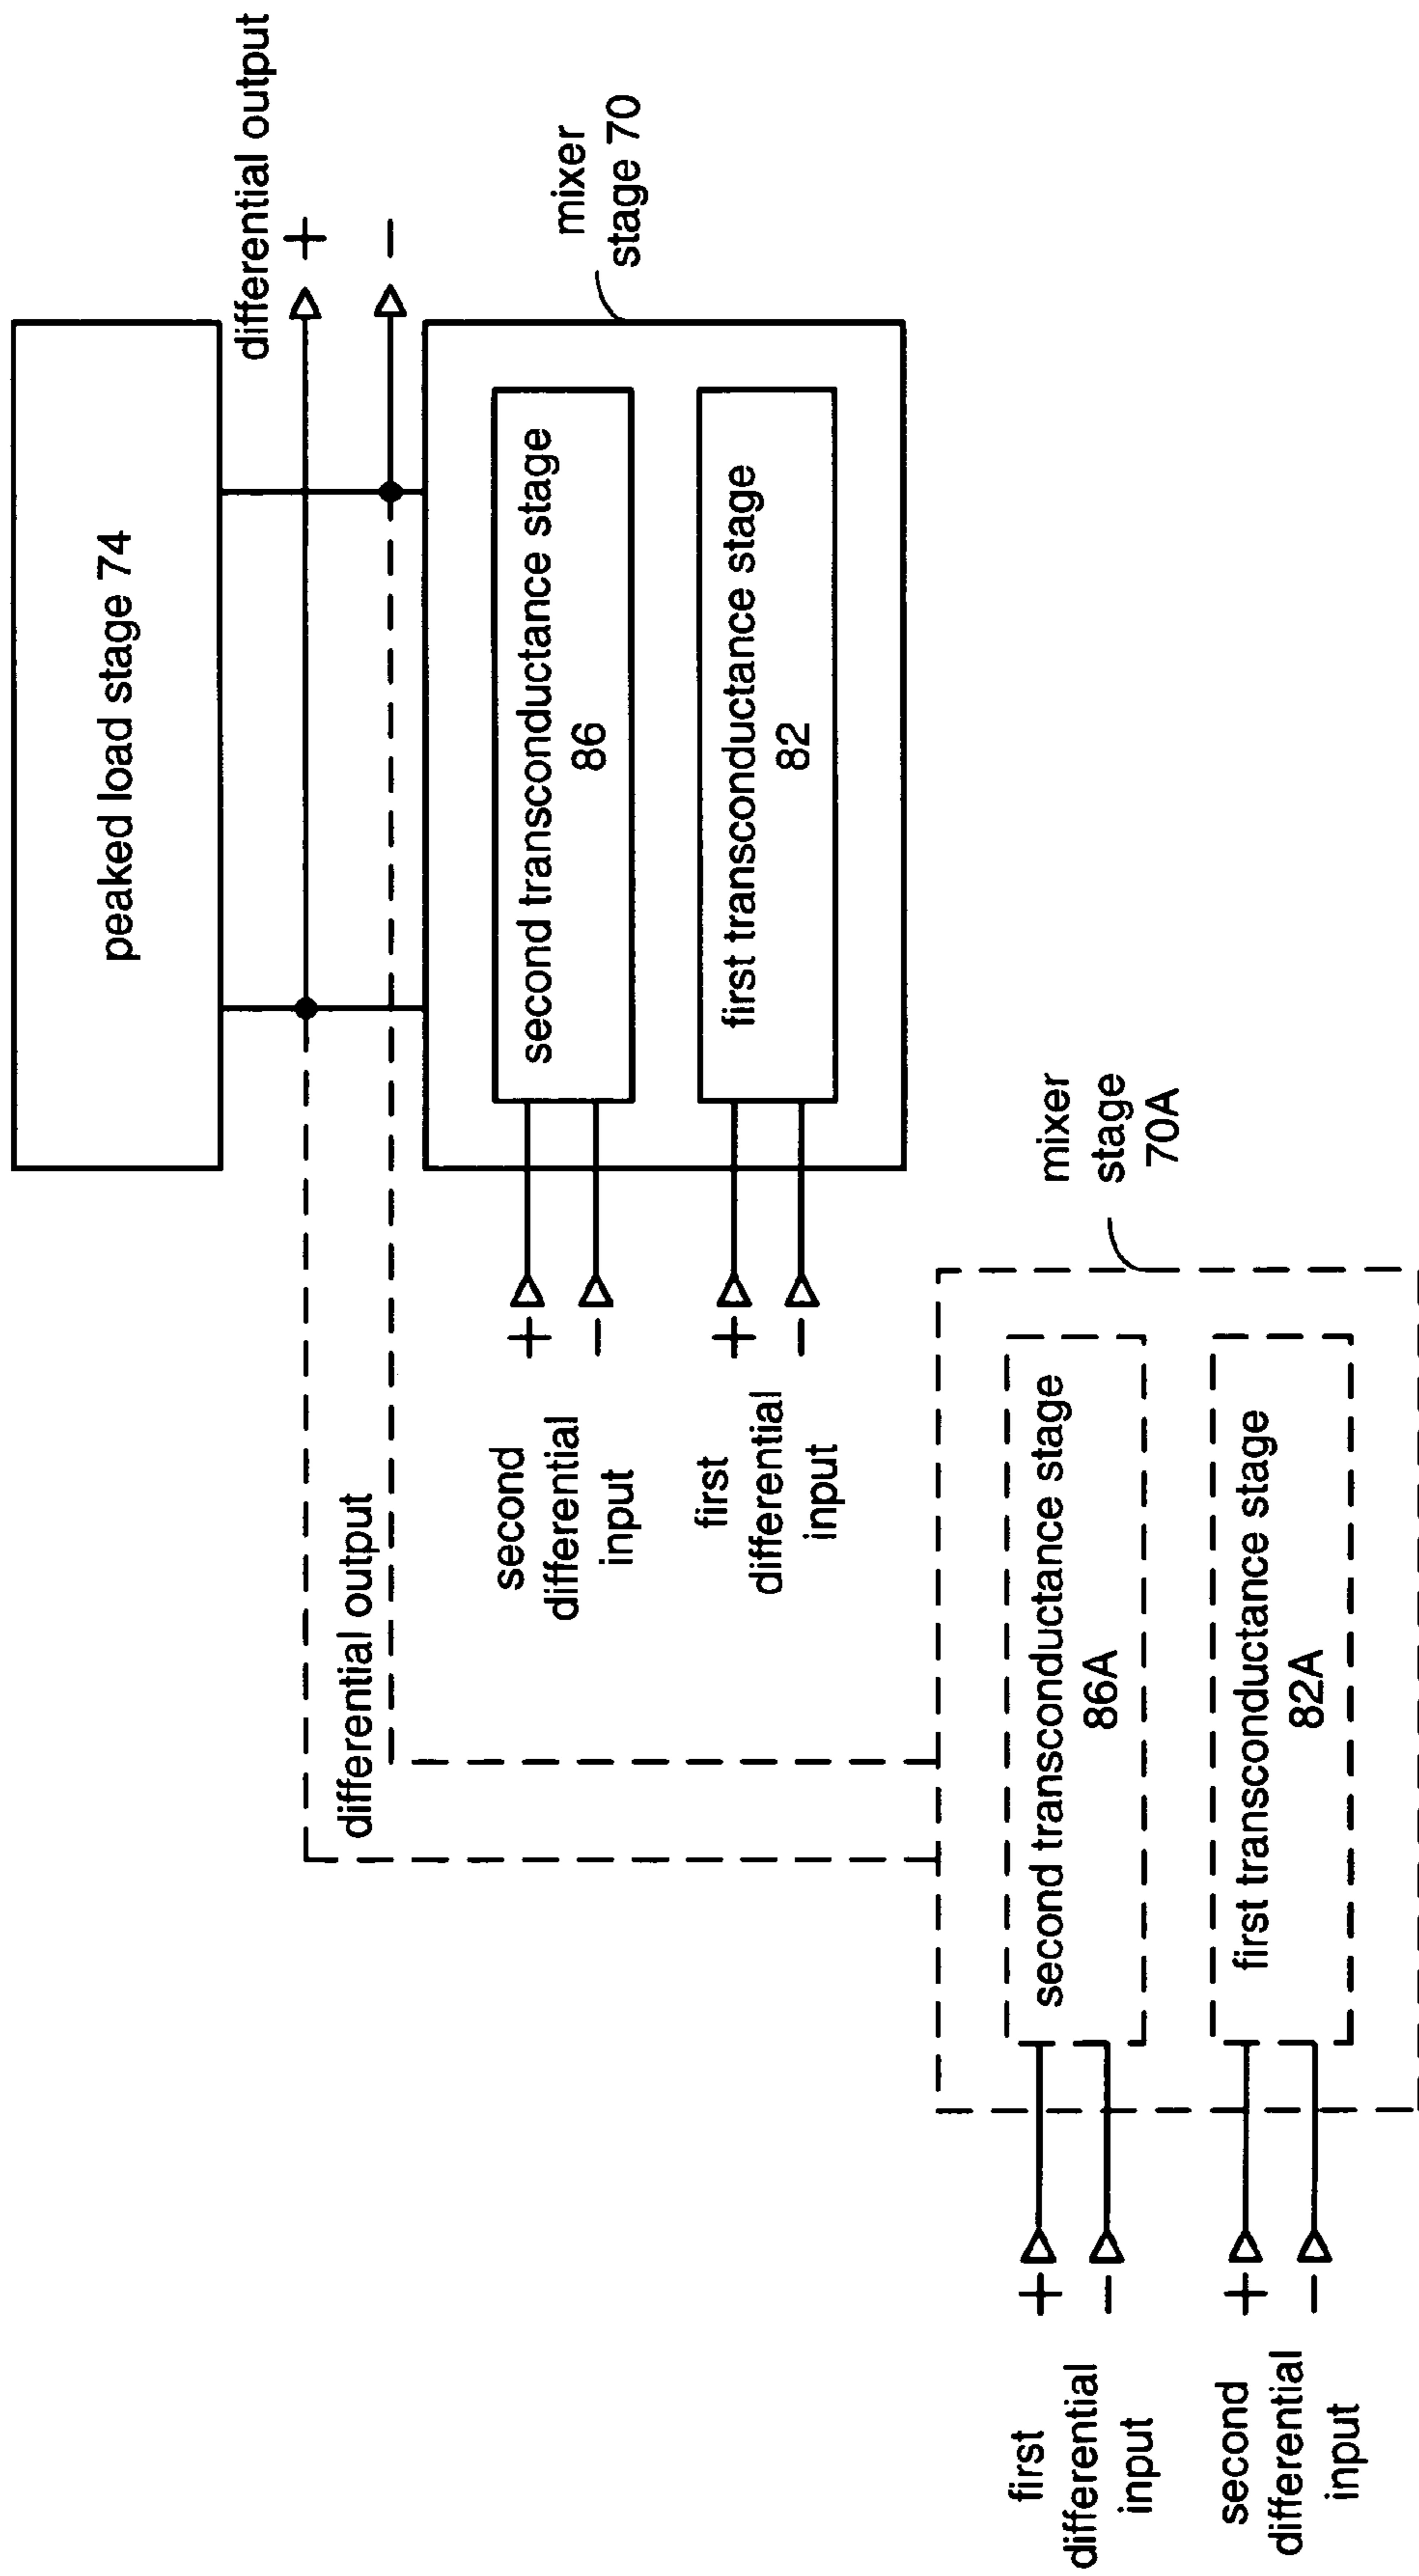 peaked load stage 74
differential output
+
−
mixer
stage 70
second transconductance stage
86
first transconductance stage
82
+
−
second
differential
input
+
−
first
differential
input
differential output
mixer
stage
70A
second transconductance stage
86A
first transconductance stage
82A
+
−
first
differential
input
+
−
second
differential
input